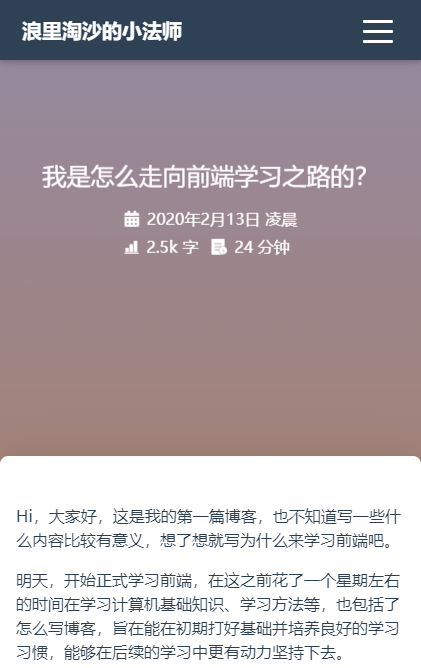 浪里淘沙的小法师
我是怎么走向前端学习之路的？
2020年2月13日 凌晨
2.5k 字 24 分钟
Hi，大家好，这是我的第一篇博客，也不知道写一些什
么内容比较有意义，想了想就写为什么来学习前端吧。
明天，开始正式学习前端，在这之前花了一个星期左右
的时间在学习计算机基础知识、学习方法等，也包括了
怎么写博客，旨在能在初期打好基础并培养良好的学习
习惯，能够在后续的学习中更有动力坚持下去。